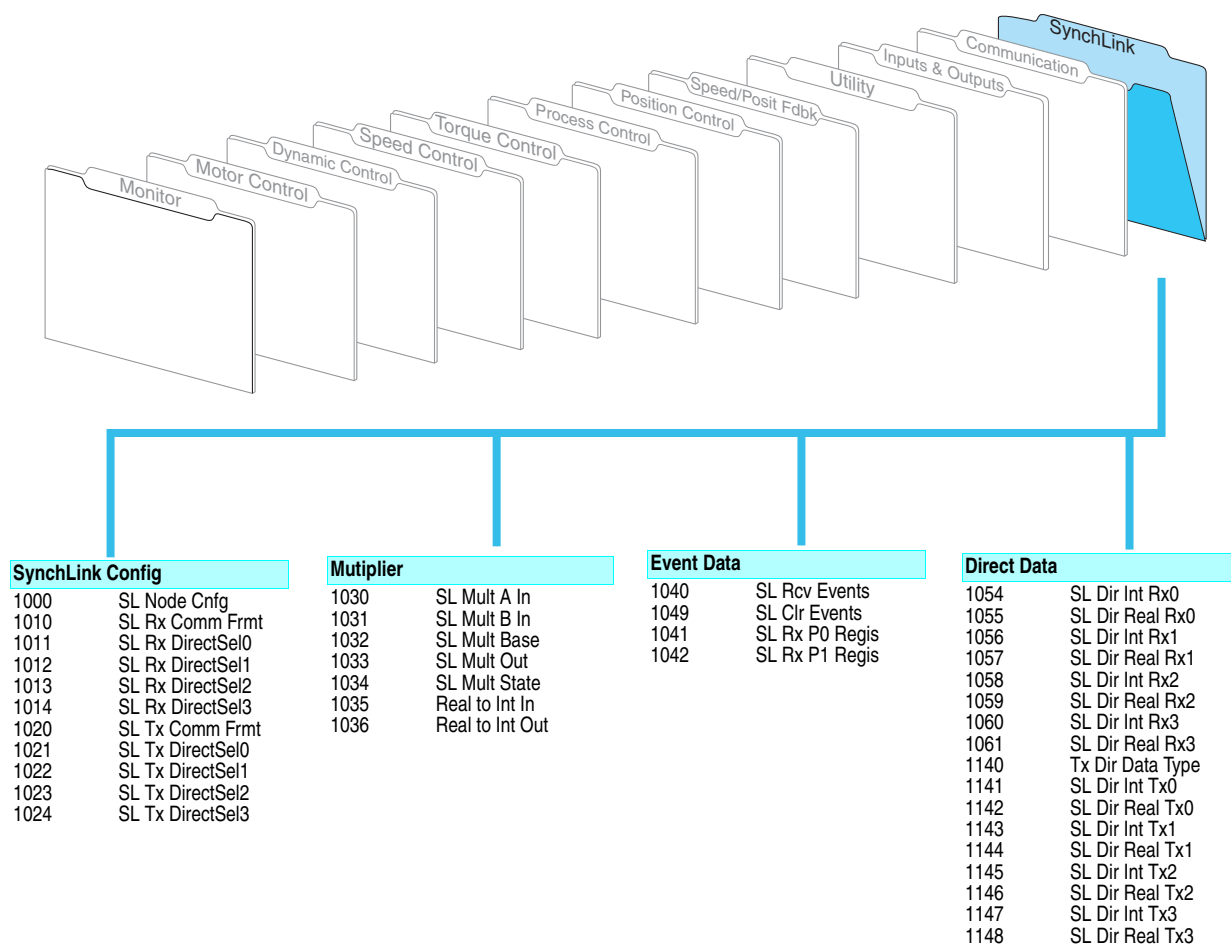 SynchLink
Communication
Inputs & Outputs
Utility
Speed/Posit Fdbk
Position Control
Process Control
Torque Control
Speed Control
Dynamic Control
Motor Control
Monitor
SynchLink Config
1000 SL Node Cnfg
1010 SL Rx Comm Frmt
1011 SL Rx DirectSel0
1012 SL Rx DirectSel1
1013 SL Rx DirectSel2
1014 SL Rx DirectSel3
1020 SL Tx Comm Frmt
1021 SL Tx DirectSel0
1022 SL Tx DirectSel1
1023 SL Tx DirectSel2
1024 SL Tx DirectSel3
Mutiplier
1030 SL Mult A In
1031 SL Mult B In
1032 SL Mult Base
1033 SL Mult Out
1034 SL Mult State
1035 Real to Int In
1036 Real to Int Out
Event Data
1040 SL Rcv Events
1049 SL Clr Events
1041 SL Rx P0 Regis
1042 SL Rx P1 Regis
Direct Data
1054 SL Dir Int Rx0
1055 SL Dir Real Rx0
1056 SL Dir Int Rx1
1057 SL Dir Real Rx1
1058 SL Dir Int Rx2
1059 SL Dir Real Rx2
1060 SL Dir Int Rx3
1061 SL Dir Real Rx3
1140 Tx Dir Data Type
1141 SL Dir Int Tx0
1142 SL Dir Real Tx0
1143 SL Dir Int Tx1
1144 SL Dir Real Tx1
1145 SL Dir Int Tx2
1146 SL Dir Real Tx2
1147 SL Dir Int Tx3
1148 SL Dir Real Tx3